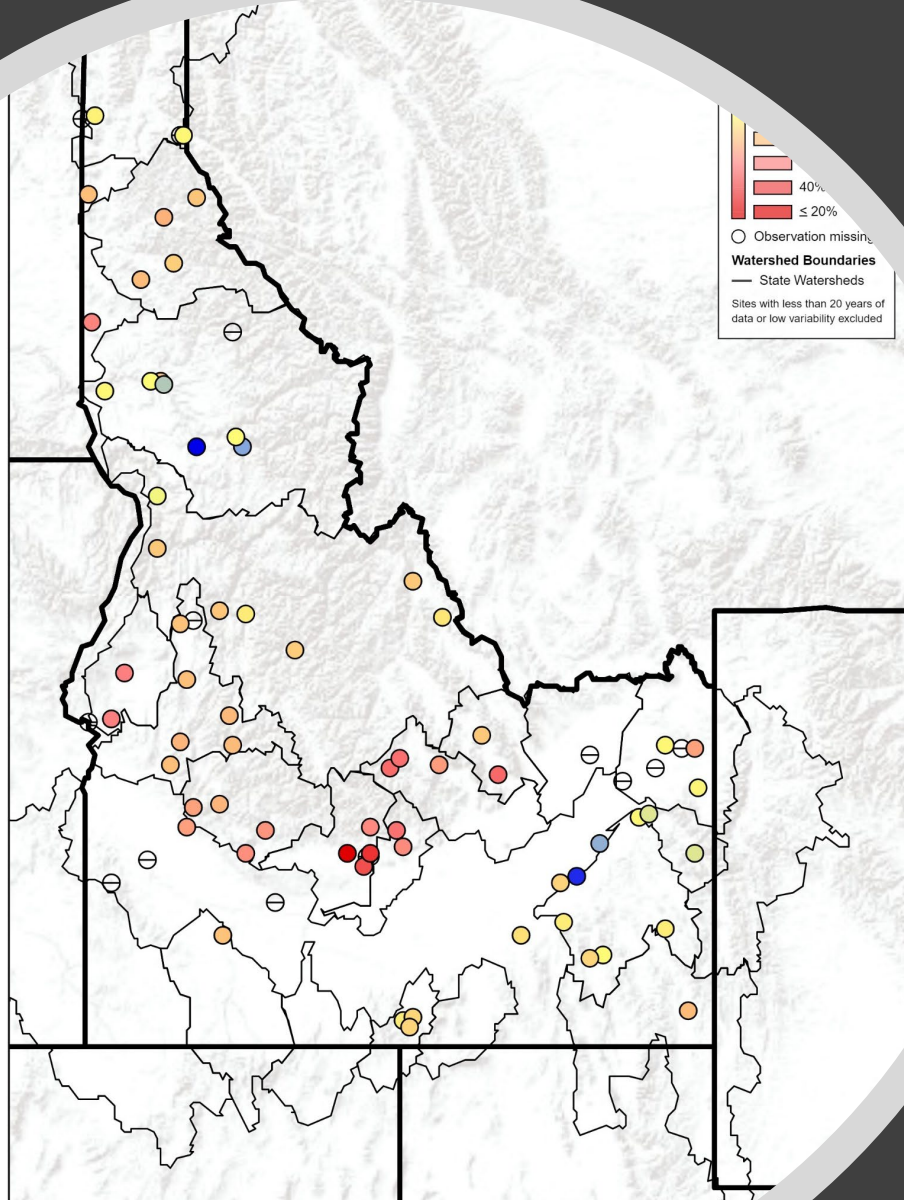 40%
≤ 20%
Observation missing
Watershed Boundaries
State Watersheds
Sites with less than 20 years of
data or low variability excluded